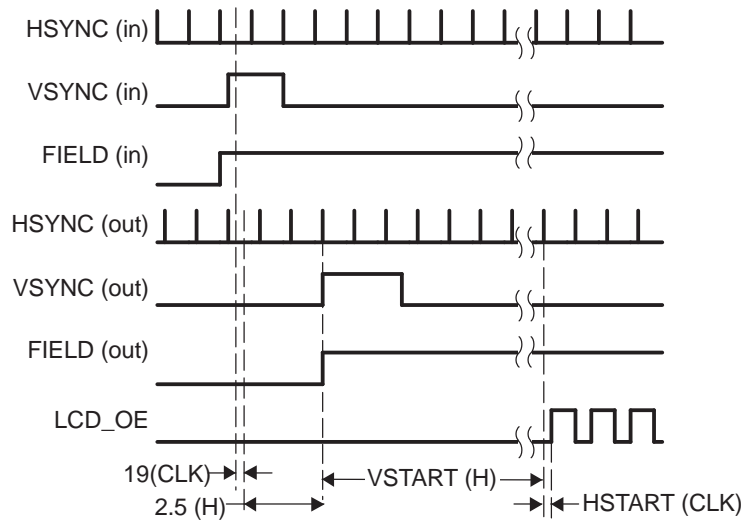 HSYNC (in)
VSYNC (in)
FIELD (in)
HSYNC (out)
VSYNC (out)
FIELD (out)
LCD_OE
19(CLK)
VSTART (H)
2.5 (H)
HSTART (CLK)